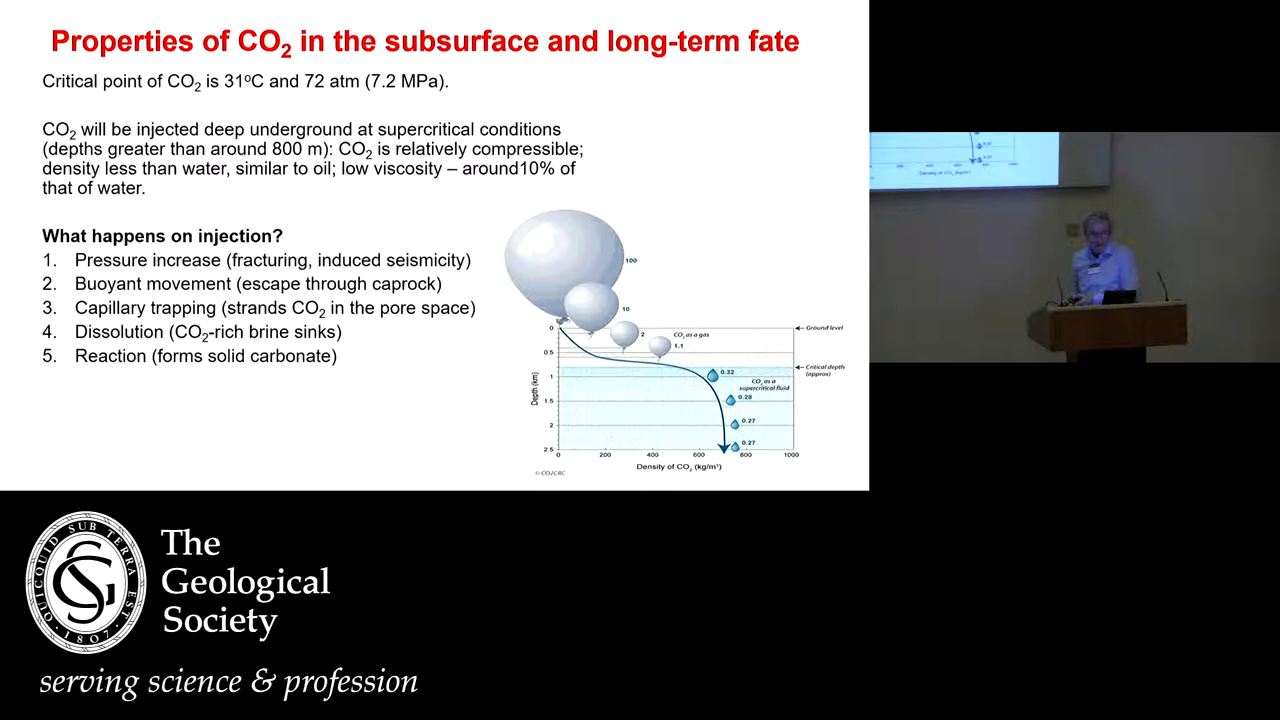 Properties of CO2 in the subsurface and long-term fate
Critical point of CO2 is 31oC and 72 atm (7.2 MPa).
CO2 will be injected deep underground at supercritical conditions
(depths greater than around 800 m): CO2 is relatively compressible;
density less than water, similar to oil; low viscosity – around10% of
that of water.
What happens on injection?
1. Pressure increase (fracturing, induced seismicity)
2. Buoyant movement (escape through caprock)
3. Capillary trapping (strands CO2 in the pore space)
4. Dissolution (CO2-rich brine sinks)
5. Reaction (forms solid carbonate)
100
10
2
1.1
CO2 as a gas
Ground level
Critical depth
(approx)
0.32
CO2 as a
supercritical fluid
0.28
0.27
0.27
Depth (km)
0
0.5
1
1.5
2
2.5
0 200 400 600 800 1000
Density of CO2 (kg/m3)
© CO2CRC
Density of CO2 (kg/m3)
QUICQUID SUB TERRA EST
1807
The
Geological
Society
serving science & profession